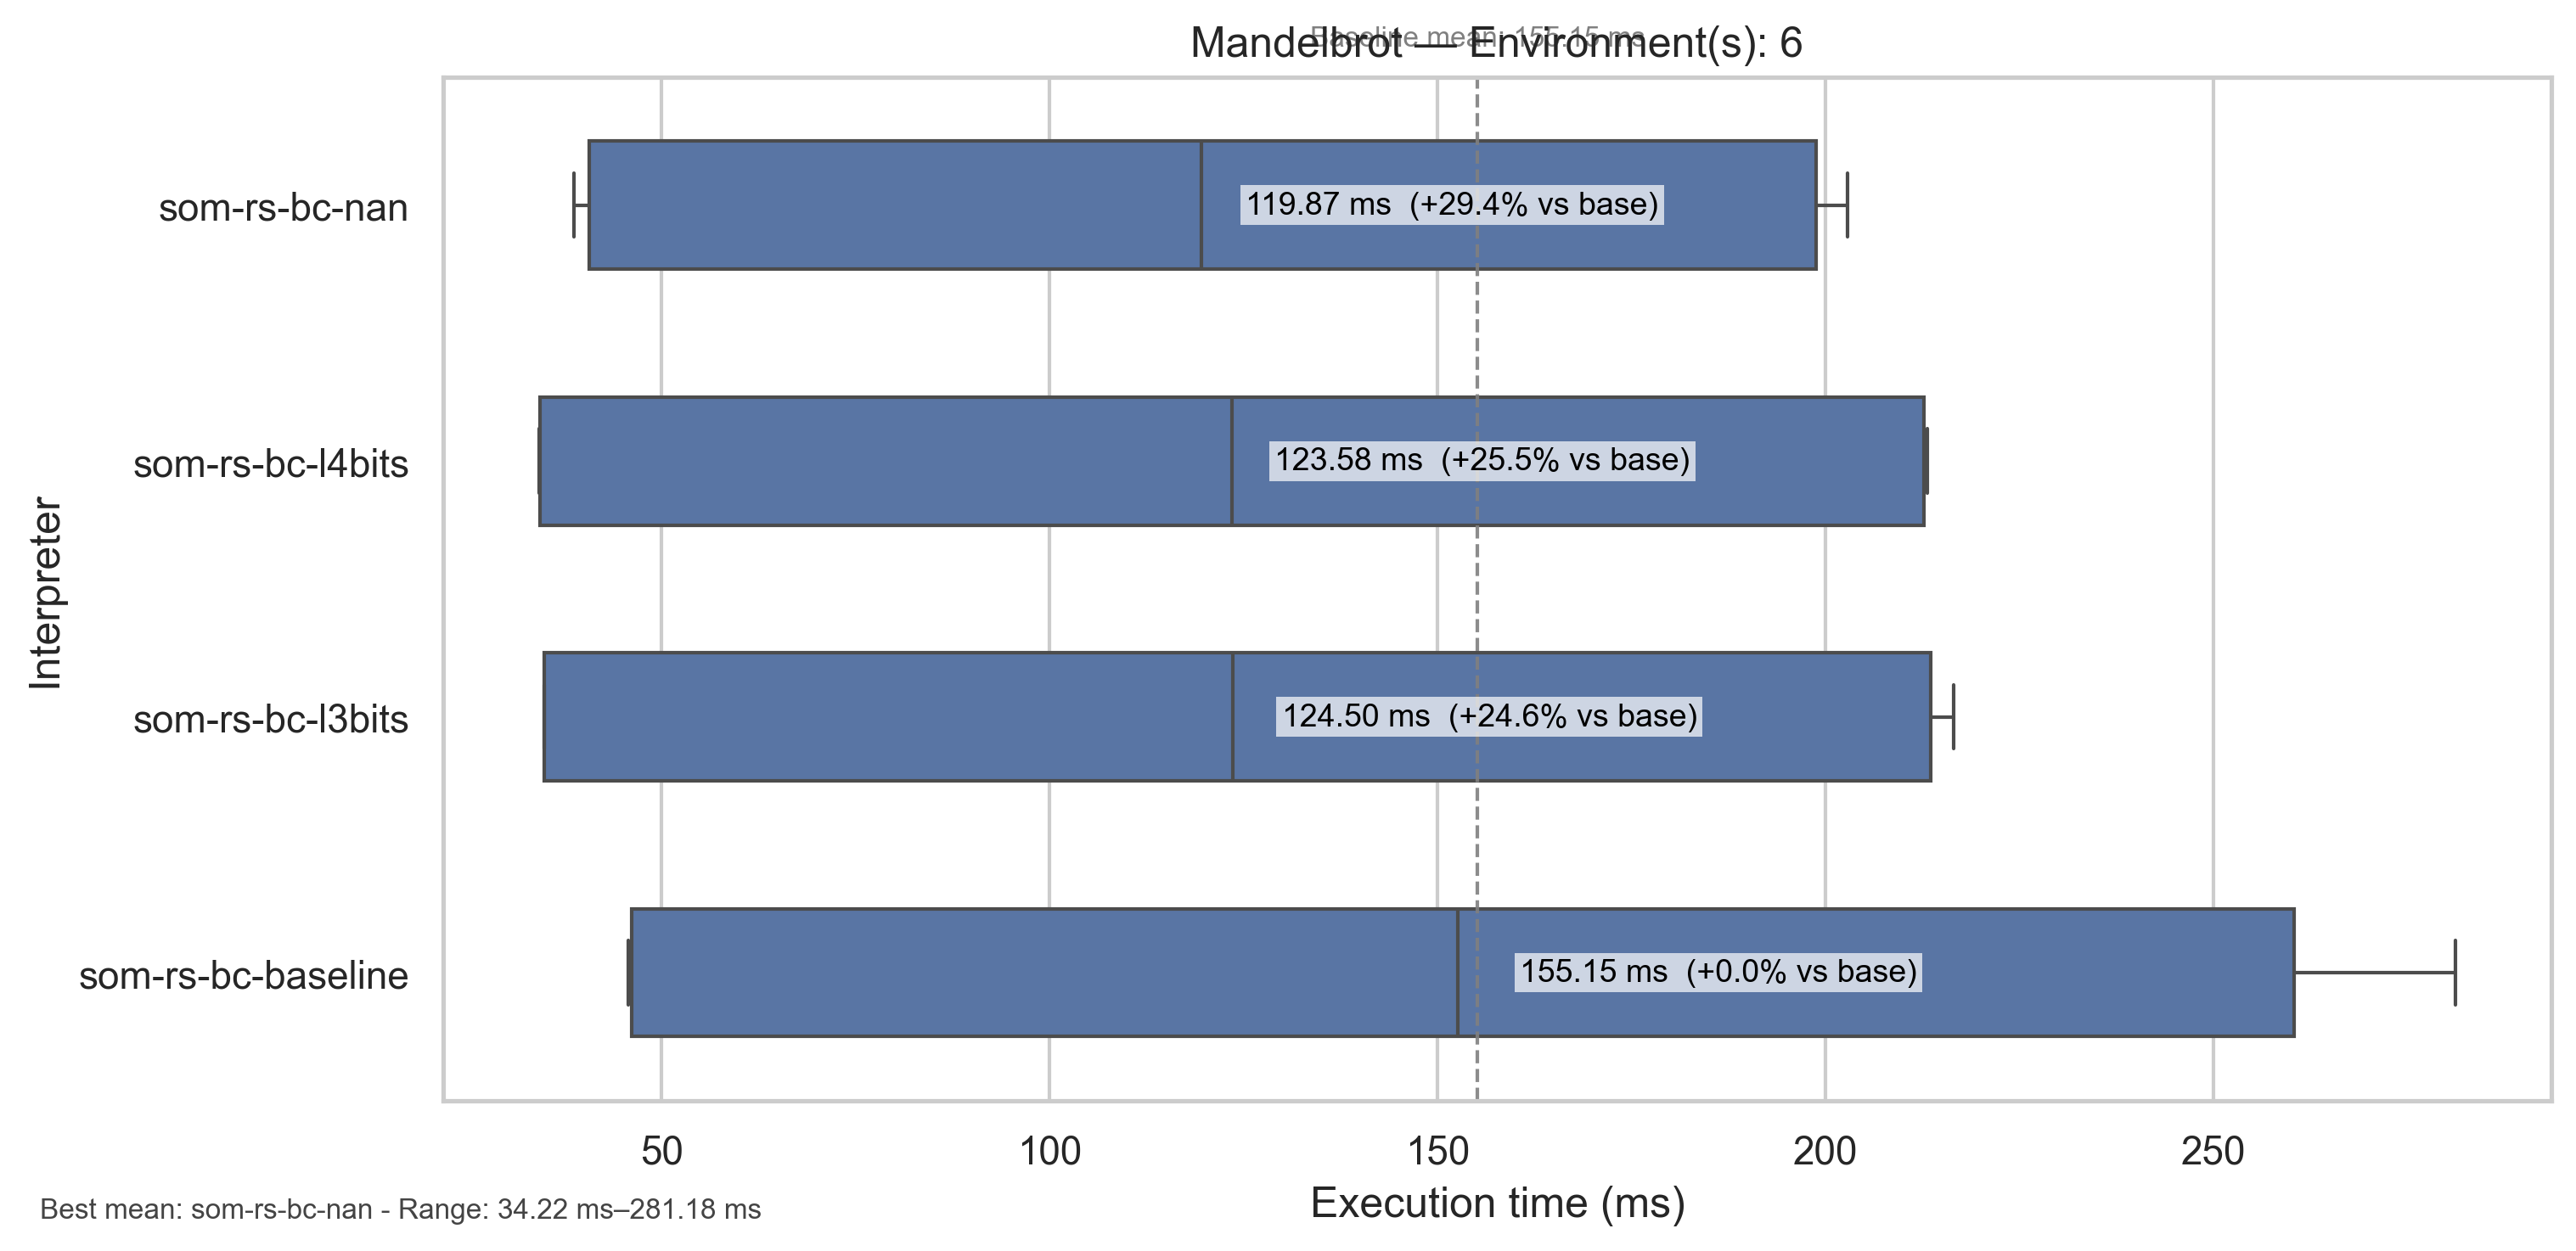 Baseline mean: 155.15 ms
Mandelbrot — Environment(s): 6
Interpreter
som-rs-bc-nan
119.87 ms (+29.4% vs base)
som-rs-bc-l4bits
123.58 ms (+25.5% vs base)
som-rs-bc-l3bits
124.50 ms (+24.6% vs base)
som-rs-bc-baseline
155.15 ms (+0.0% vs base)
50 100 150 200 250
Execution time (ms)
Best mean: som-rs-bc-nan - Range: 34.22 ms–281.18 ms